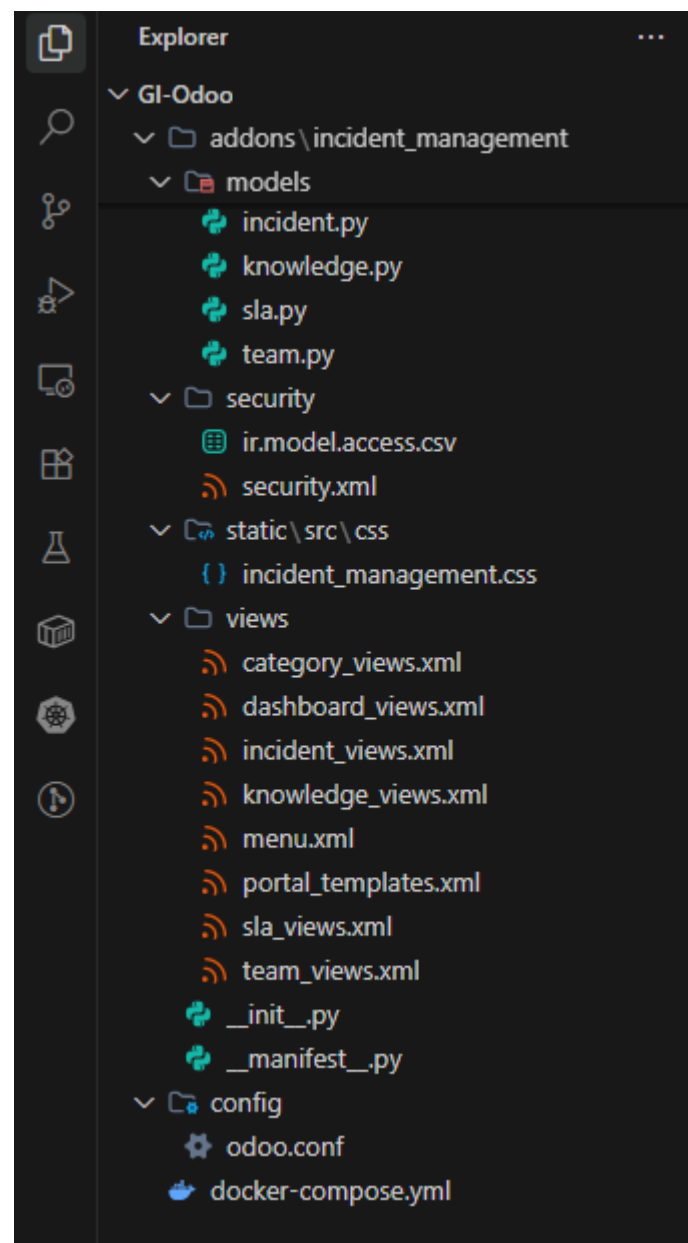 Explorer
GI-Odoo
addons\incident_management
models
incident.py
knowledge.py
sla.py
team.py
security
ir.model.access.csv
security.xml
static\src\css
incident_management.css
views
category_views.xml
dashboard_views.xml
incident_views.xml
knowledge_views.xml
menu.xml
portal_templates.xml
sla_views.xml
team_views.xml
__init__.py
__manifest__.py
config
odoo.conf
docker-compose.yml